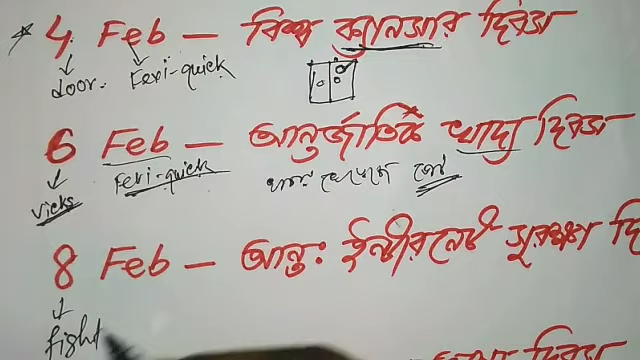 4 Feb — বিশ্ব ক্যানসার দিবস
door. Fevi-quick
6 Feb — আন্তর্জাতিক খাদ্য দিবস
Vicks Fevi-quick
8 Feb — আন্তঃ ইন্টারনেট সুরক্ষা দি
fight